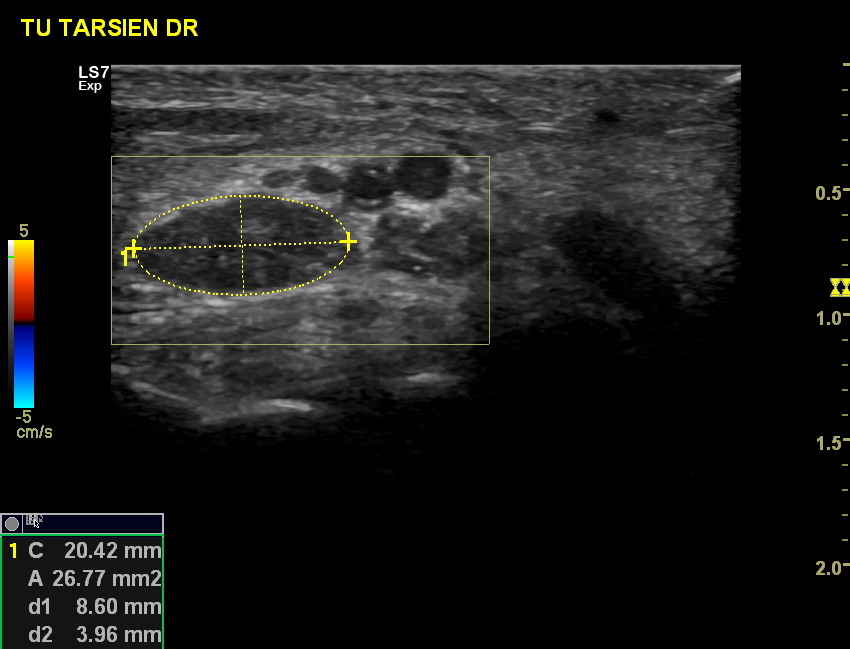 TU TARSIEN DR
LS7
Exp
5
-5
cm/s
0.5
1.0
1.5
2.0
1 C 20.42 mm
A 26.77 mm2
d1 8.60 mm
d2 3.96 mm